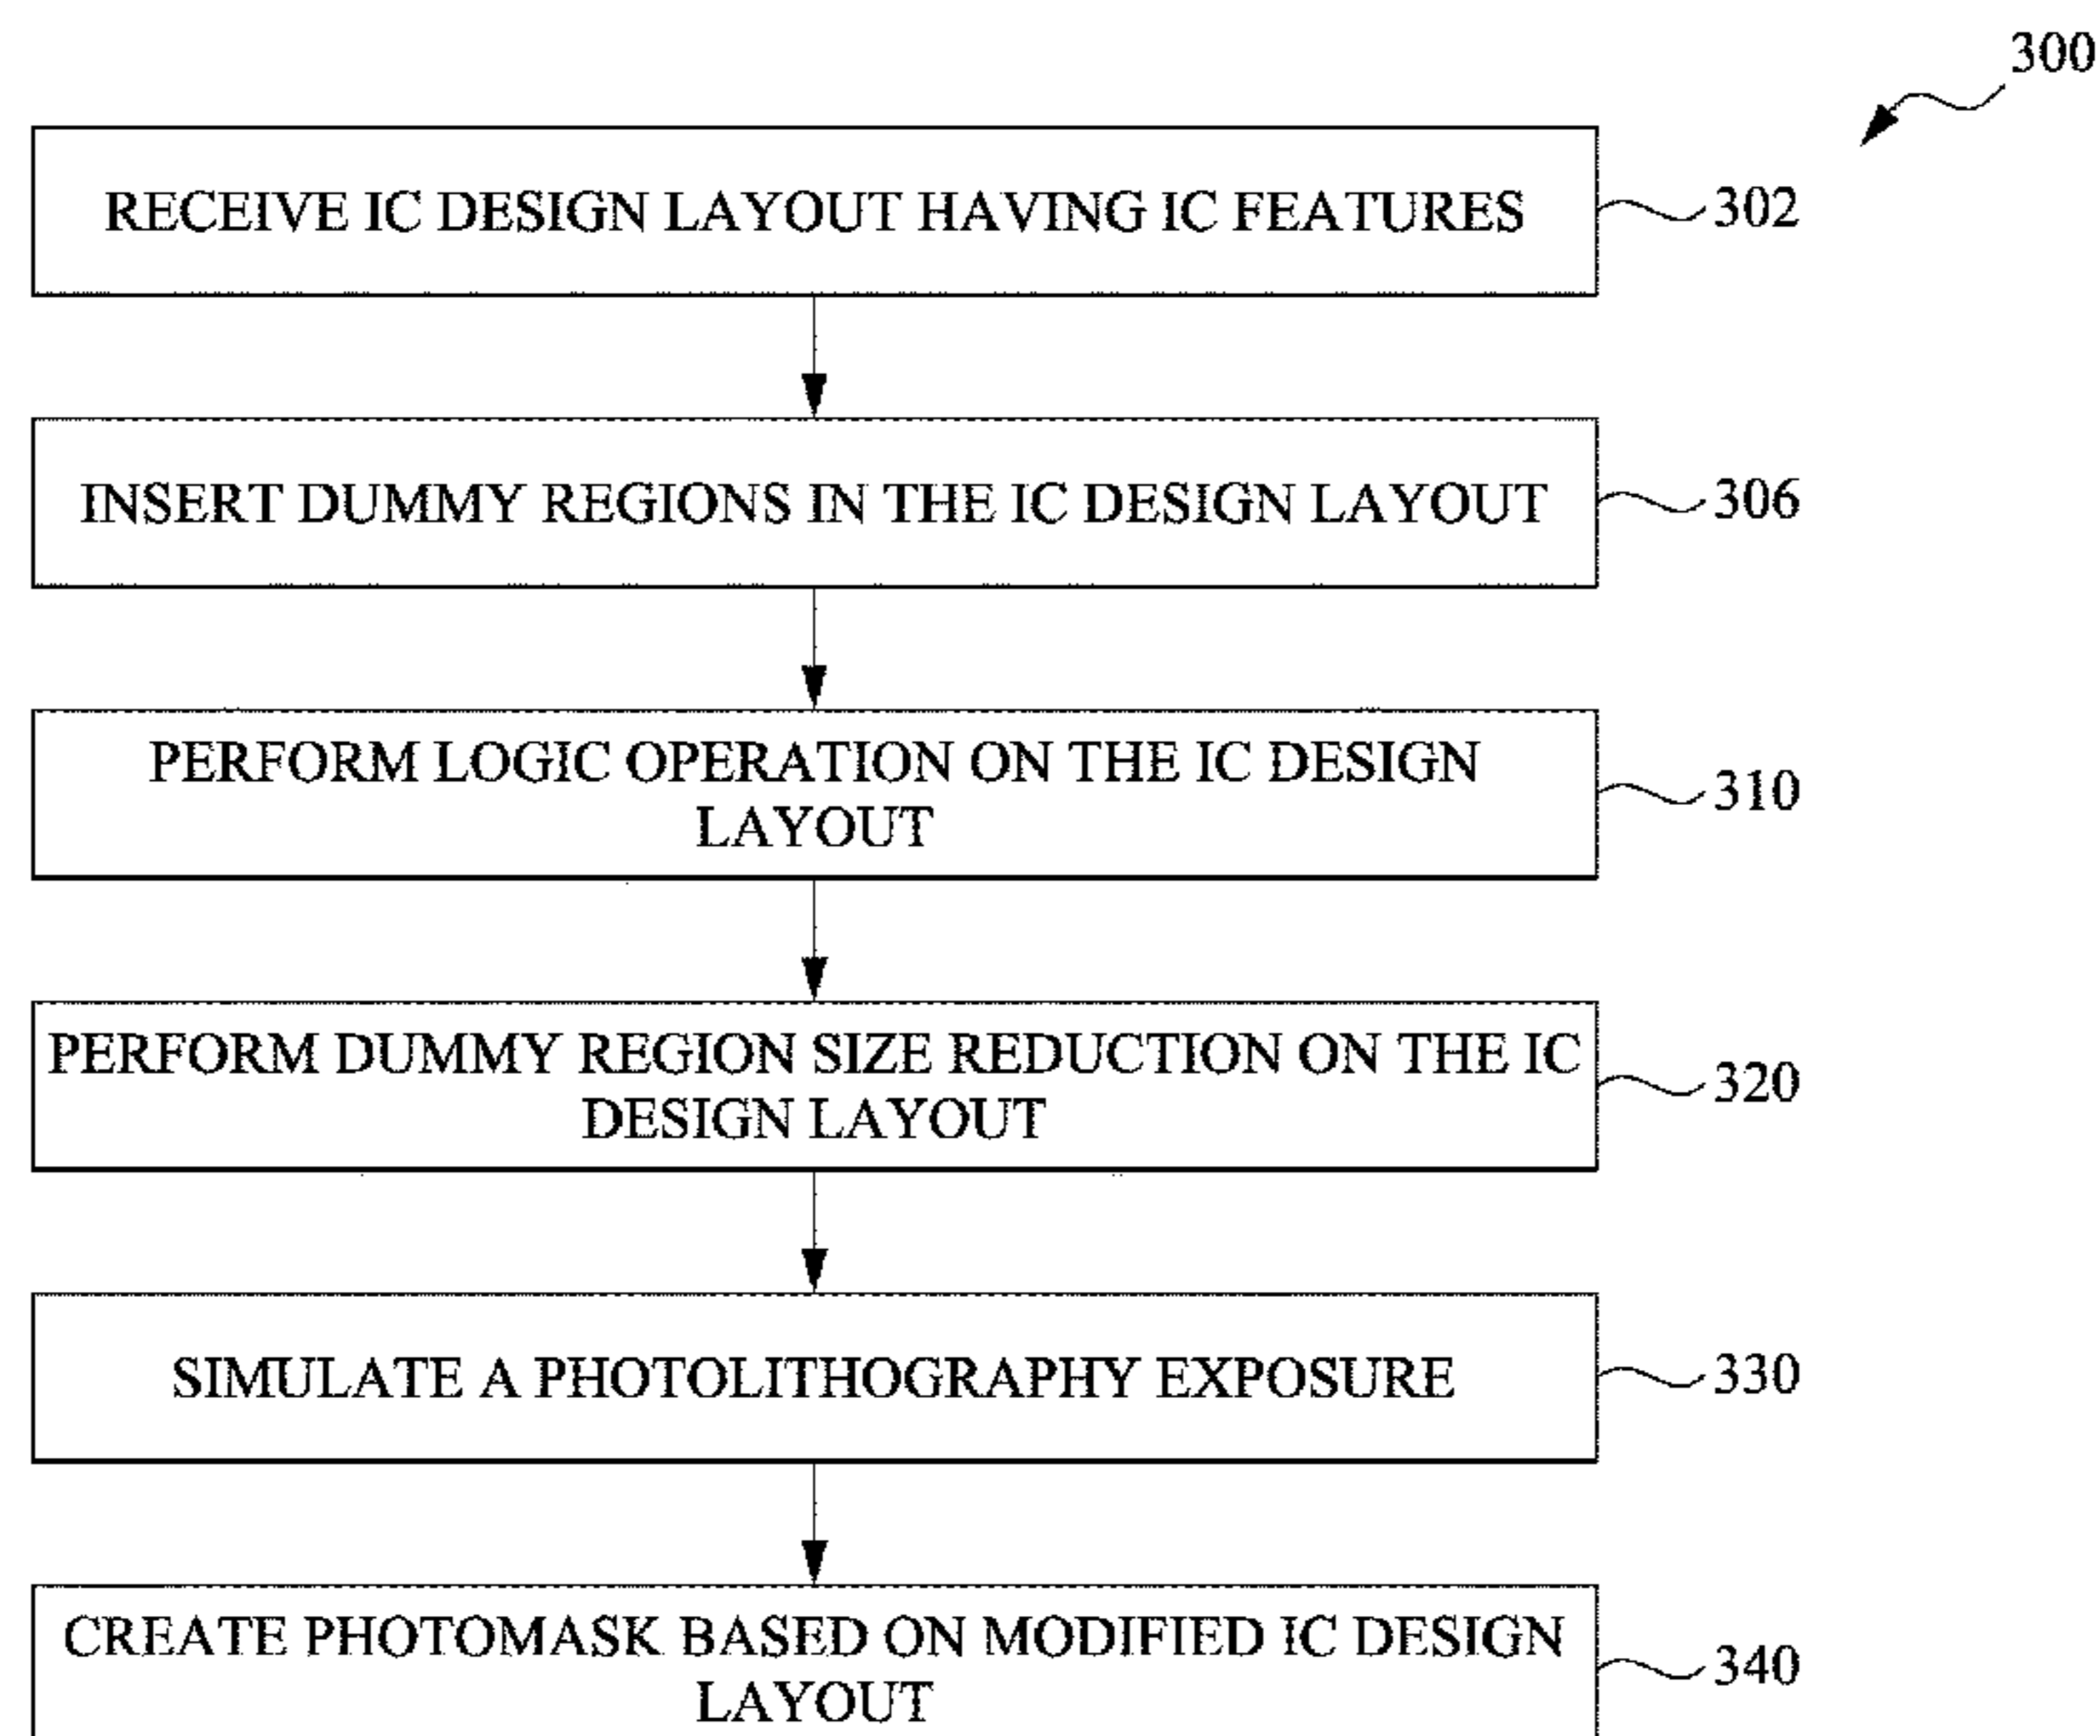 300
RECEIVE IC DESIGN LAYOUT HAVING IC FEATURES
302
INSERT DUMMY REGIONS IN THE IC DESIGN LAYOUT
306
PERFORM LOGIC OPERATION ON THE IC DESIGN
LAYOUT
310
PERFORM DUMMY REGION SIZE REDUCTION ON THE IC
DESIGN LAYOUT
320
SIMULATE A PHOTOLITHOGRAPHY EXPOSURE
330
CREATE PHOTOMASK BASED ON MODIFIED IC DESIGN
LAYOUT
340